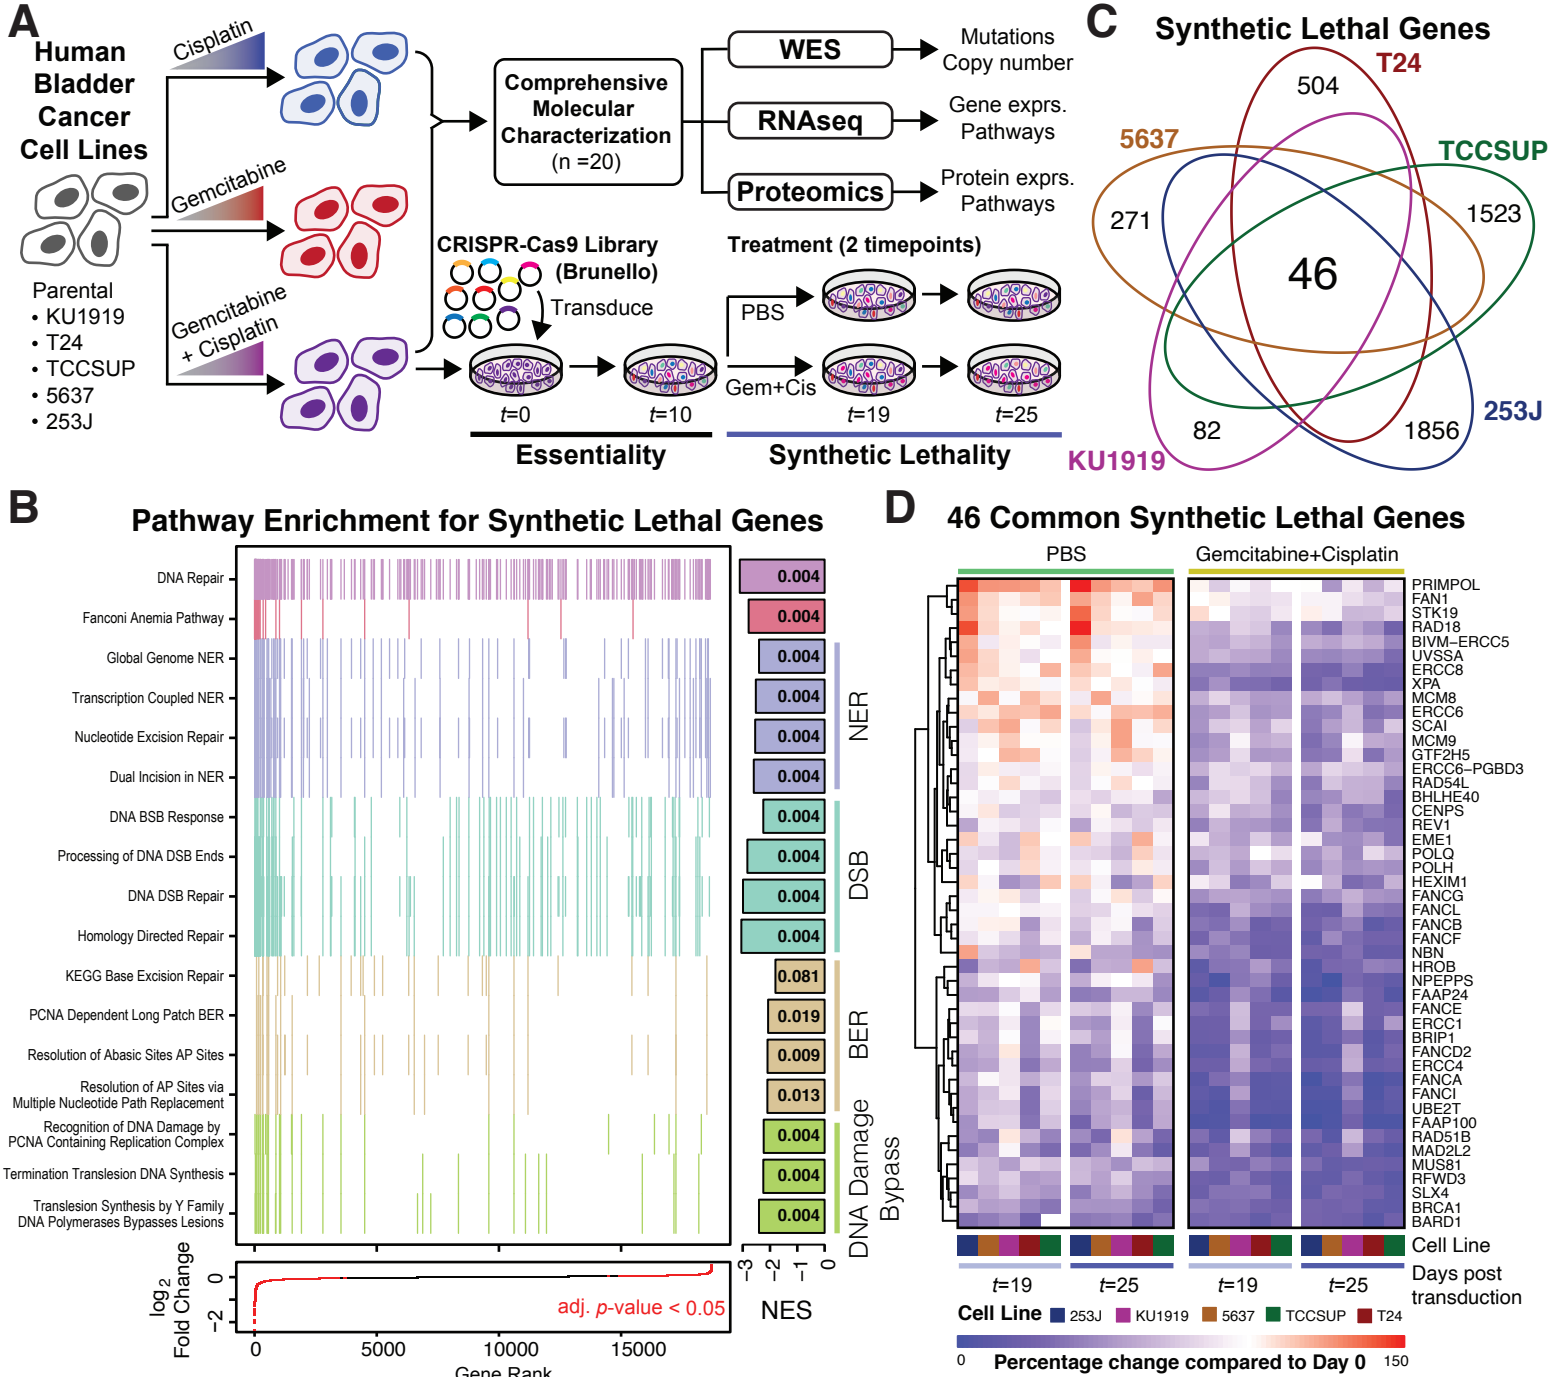 A
Human
Bladder
Cancer
Cell Lines
Parental
• KU1919
• T24
• TCCSUP
• 5637
• 253J
Cisplatin
Gemcitabine
Gemcitabine
+ Cisplatin
Comprehensive
Molecular
Characterization
(n =20)
WES
RNAseq
Proteomics
Mutations
Copy number
Gene exprs.
Pathways
Protein exprs.
Pathways
CRISPR-Cas9 Library
(Brunello)
Transduce
Treatment (2 timepoints)
PBS
Gem+Cis
t=0
t=10
t=19
t=25
Essentiality
Synthetic Lethality
C
Synthetic Lethal Genes
T24
504
5637
TCCSUP
271
1523
46
253J
82
1856
KU1919
B
Pathway Enrichment for Synthetic Lethal Genes
DNA Repair
0.004
Fanconi Anemia Pathway
0.004
Global Genome NER
0.004
Transcription Coupled NER
0.004
Nucleotide Excision Repair
0.004
Dual Incision in NER
0.004
NER
DNA BSB Response
0.004
Processing of DNA DSB Ends
0.004
DNA DSB Repair
0.004
Homology Directed Repair
0.004
DSB
KEGG Base Excision Repair
0.081
PCNA Dependent Long Patch BER
0.019
Resolution of Abasic Sites AP Sites
0.009
Resolution of AP Sites via
Multiple Nucleotide Path Replacement
0.013
BER
Recognition of DNA Damage by
PCNA Containing Replication Complex
0.004
Termination Translesion DNA Synthesis
0.004
Translesion Synthesis by Y Family
DNA Polymerases Bypasses Lesions
0.004
DNA Damage
Bypass
−3
−2
−1
0
NES
log2
Fold Change
0
−2
adj. p-value < 0.05
0
5000
10000
15000
Gene Rank
D
46 Common Synthetic Lethal Genes
PBS
Gemcitabine+Cisplatin
PRIMPOL
FAN1
STK19
RAD18
BIVM−ERCC5
UVSSA
ERCC8
XPA
MCM8
ERCC6
SCAI
MCM9
GTF2H5
ERCC6−PGBD3
RAD54L
BHLHE40
CENPS
REV1
EME1
POLQ
POLH
HEXIM1
FANCG
FANCL
FANCB
FANCF
NBN
HROB
NPEPPS
FAAP24
FANCE
ERCC1
BRIP1
FANCD2
ERCC4
FANCA
FANCI
UBE2T
FAAP100
RAD51B
MAD2L2
MUS81
RFWD3
SLX4
BRCA1
BARD1
Cell Line
t=19
t=25
t=19
t=25
Days post
transduction
Cell Line
253J
KU1919
5637
TCCSUP
T24
0
Percentage change compared to Day 0
150